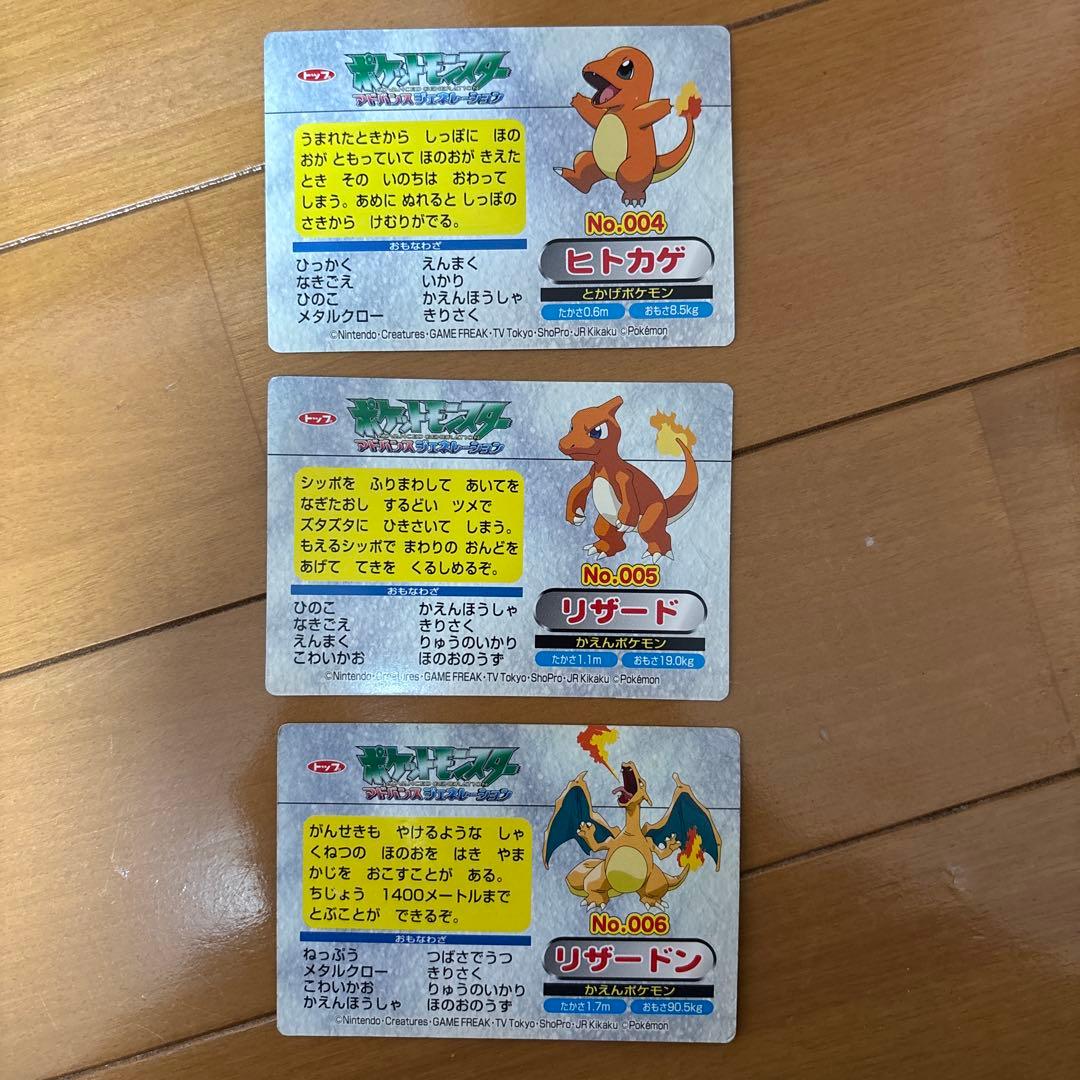 トップ
ポケットモンスター
ADVANCED GENERATION
アドバンスジェネレーション
うまれたときから しっぽに ほの
おが ともっていて ほのおが きえた
とき その いのちは おわって
しまう。あめに ぬれると しっぽの
さきから けむりがでる。
おもなわざ
ひっかく えんまく
なきごえ いかり
ひのこ かえんほうしゃ
メタルクロー きりさく
No.004
ヒトカゲ
とかげポケモン
たかさ0.6m おもさ8.5kg
©Nintendo・Creatures・GAME FREAK・TV Tokyo・ShoPro・JR Kikaku ©Pokémon
トップ
ポケットモンスター
ADVANCED GENERATION
アドバンスジェネレーション
シッポを ふりまわして あいてを
なぎたおし するどい ツメで
ズタズタに ひきさいて しまう。
もえるシッポで まわりの おんどを
あげて てきを くるしめるぞ。
おもなわざ
ひのこ かえんほうしゃ
なきごえ きりさく
えんまく りゅうのいかり
こわいかお ほのおのうず
No.005
リザード
かえんポケモン
たかさ1.1m おもさ19.0kg
©Nintendo・Creatures・GAME FREAK・TV Tokyo・ShoPro・JR Kikaku ©Pokémon
トップ
ポケットモンスター
ADVANCED GENERATION
アドバンスジェネレーション
がんせきも やけるような しゃ
くねつの ほのおを はき やま
かじを おこすことが ある。
ちじょう 1400メートルまで
とぶことが できるぞ。
おもなわざ
ねっぷう つばさでうつ
メタルクロー きりさく
こわいかお りゅうのいかり
かえんほうしゃ ほのおのうず
No.006
リザードン
かえんポケモン
たかさ1.7m おもさ90.5kg
©Nintendo・Creatures・GAME FREAK・TV Tokyo・ShoPro・JR Kikaku ©Pokémon